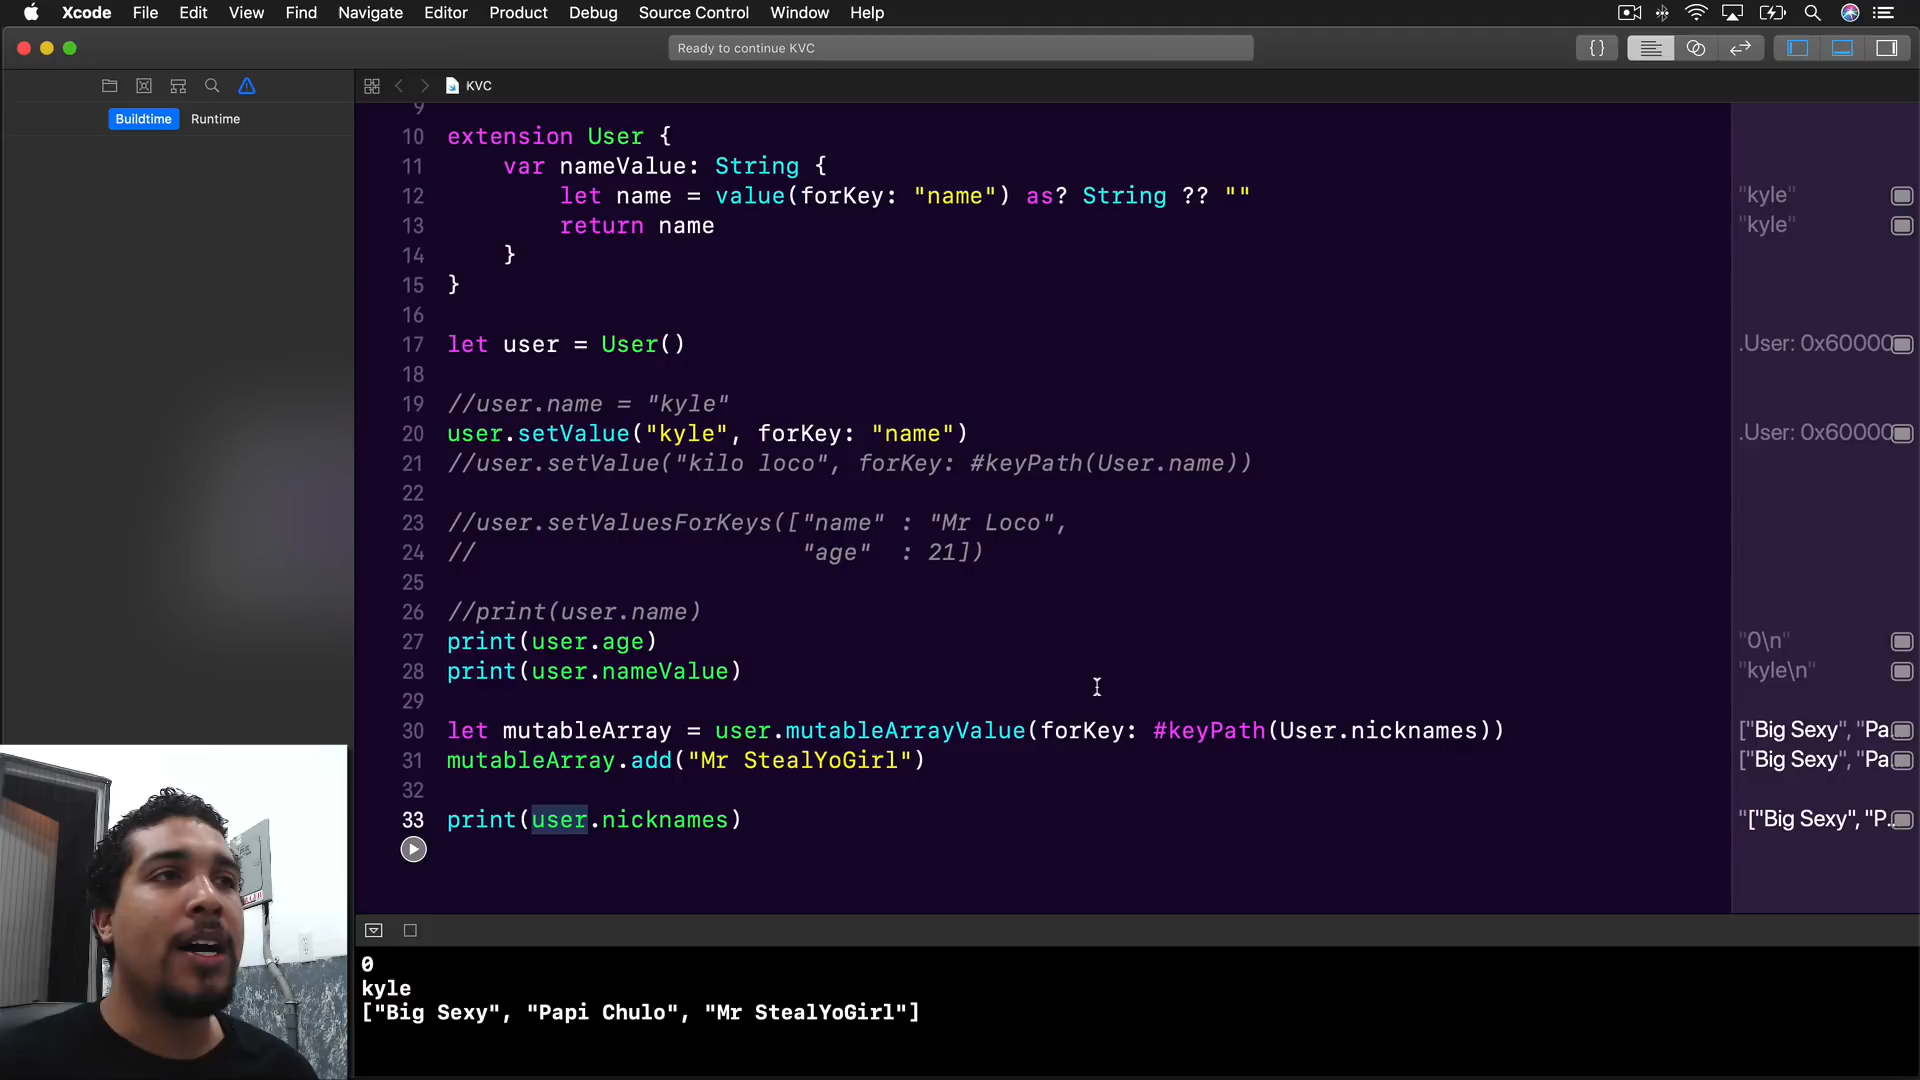 Xcode File Edit View Find Navigate Editor Product Debug Source Control Window Help
Ready to continue KVC
{}
KVC
Buildtime Runtime
9
10 extension User {
11 var nameValue: String {
12 let name = value(forKey: "name") as? String ?? ""
"kyle"
13 return name
"kyle"
14 }
15 }
16
17 let user = User()
.User: 0x60000
18
19 //user.name = "kyle"
20 user.setValue("kyle", forKey: "name")
.User: 0x60000
21 //user.setValue("kilo loco", forKey: #keyPath(User.name))
22
23 //user.setValuesForKeys(["name" : "Mr Loco",
24 // "age" : 21])
25
26 //print(user.name)
27 print(user.age)
"0\n"
28 print(user.nameValue)
"kyle\n"
29
30 let mutableArray = user.mutableArrayValue(forKey: #keyPath(User.nicknames))
["Big Sexy", "Pa
31 mutableArray.add("Mr StealYoGirl")
["Big Sexy", "Pa
32
33 print(user.nicknames)
"["Big Sexy", "P..
0
kyle
["Big Sexy", "Papi Chulo", "Mr StealYoGirl"]